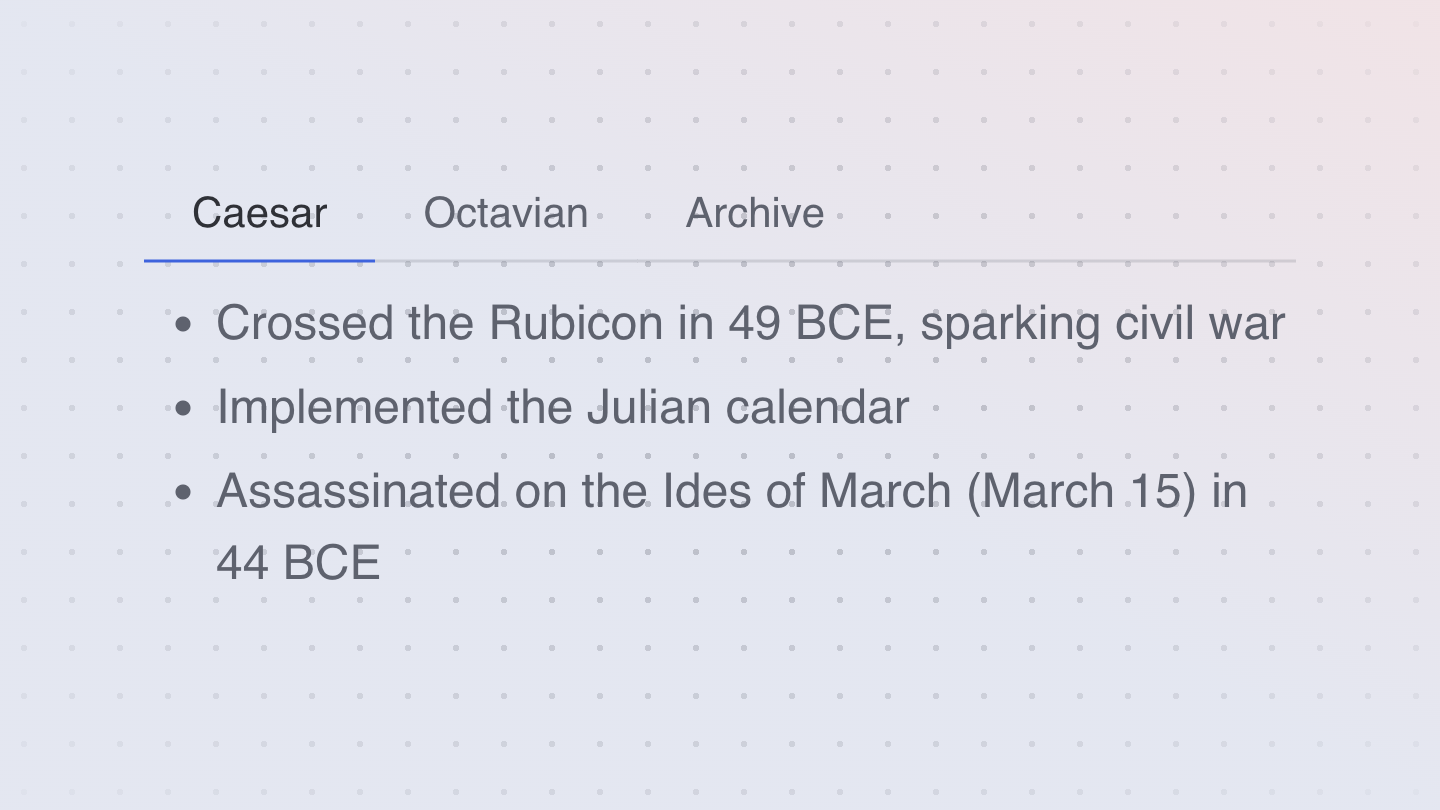 Caesar Octavian Archive
• Crossed the Rubicon in 49 BCE, sparking civil war
• Implemented the Julian calendar
• Assassinated on the Ides of March (March 15) in
44 BCE